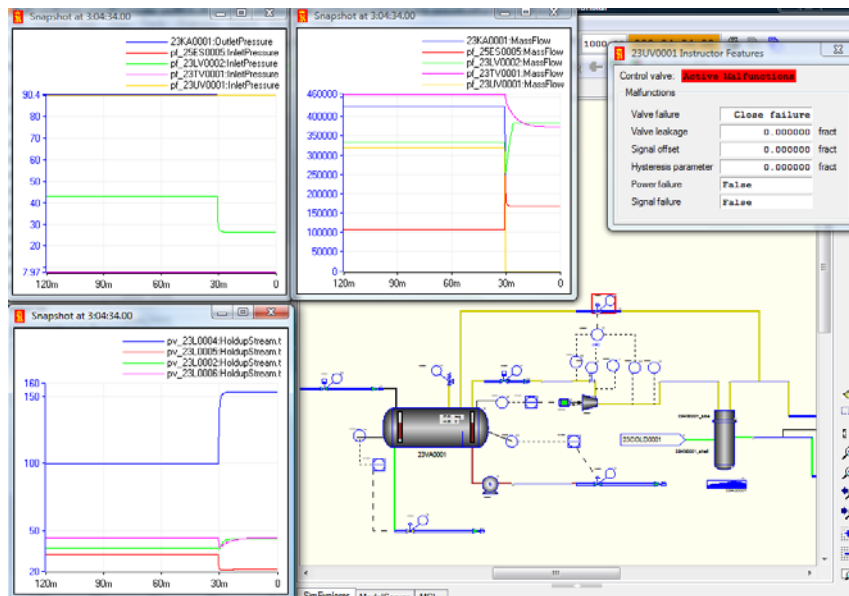 Snapshot at 3:04:34.00
23KA0001:OutletPressure
pf_25ES0005:InletPressure
pf_23LV0002:InletPressure
pf_23TV0001:InletPressure
pf_23UV0001:InletPressure
90.4
80
60
50
40
30
20
7.97
120m
90m
60m
30m
0
Snapshot at 3:04:34.00
23KA0001:MassFlow
pf_25ES0005:MassFlow
pf_23LV0002:MassFlow
pf_23TV0001:MassFlow
pf_23UV0001:MassFlow
460000
400000
350000
300000
250000
200000
150000
100000
50000
0
120m
90m
60m
30m
0
1000
23UV0001 Instructor Features
Control valve: Active Malfunctions
Malfunctions
Valve failure Close failure
Valve leakage 0.000000 fract
Signal offset 0.000000 fract
Hysteresis parameter 0.000000 fract
Power failure False
Signal failure False
Snapshot at 3:04:34.00
pv_23L0004:HoldupStream.t
pv_23L0005:HoldupStream.t
pv_23L0002:HoldupStream.t
pv_23L0006:HoldupStream.t
160
150
100
50
20
120m
90m
60m
30m
0
23VA0001
23COLD0001